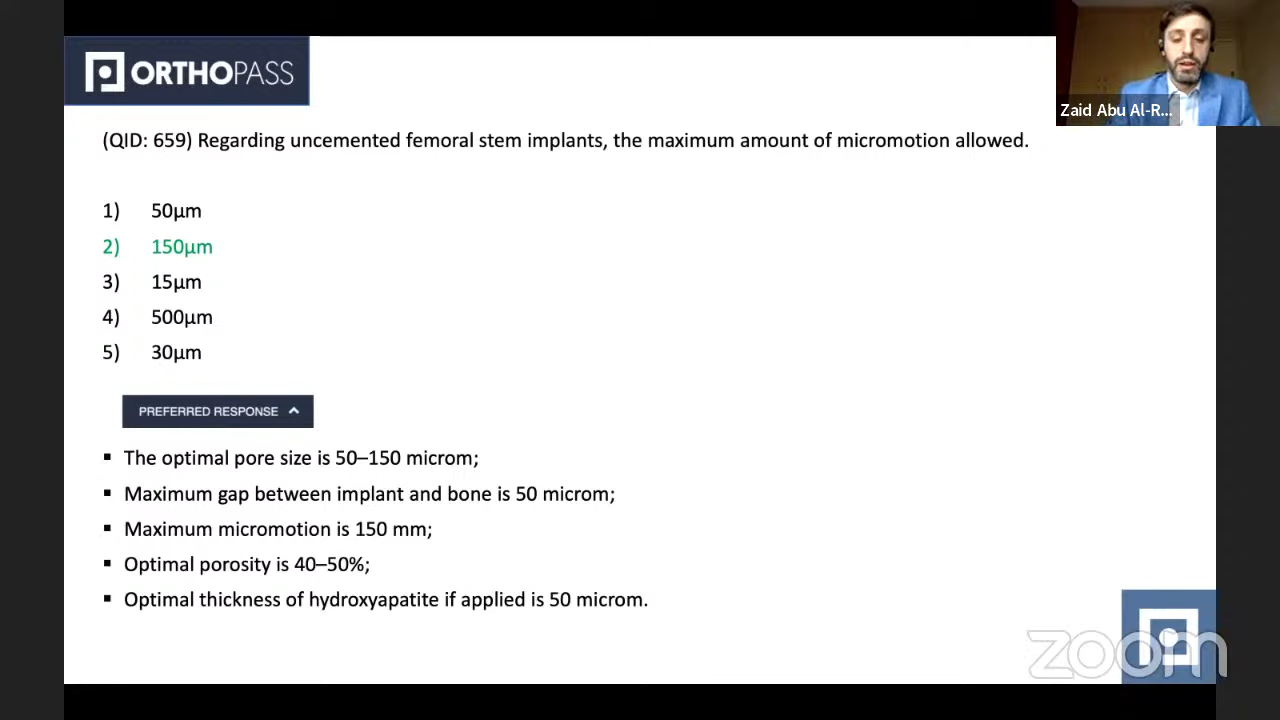 ORTHOPASS
Zaid Abu Al-R...
(QID: 659) Regarding uncemented femoral stem implants, the maximum amount of micromotion allowed.
1) 50µm
2) 150µm
3) 15µm
4) 500µm
5) 30µm
PREFERRED RESPONSE
▪ The optimal pore size is 50–150 microm;
▪ Maximum gap between implant and bone is 50 microm;
▪ Maximum micromotion is 150 mm;
▪ Optimal porosity is 40–50%;
▪ Optimal thickness of hydroxyapatite if applied is 50 microm.
zoom